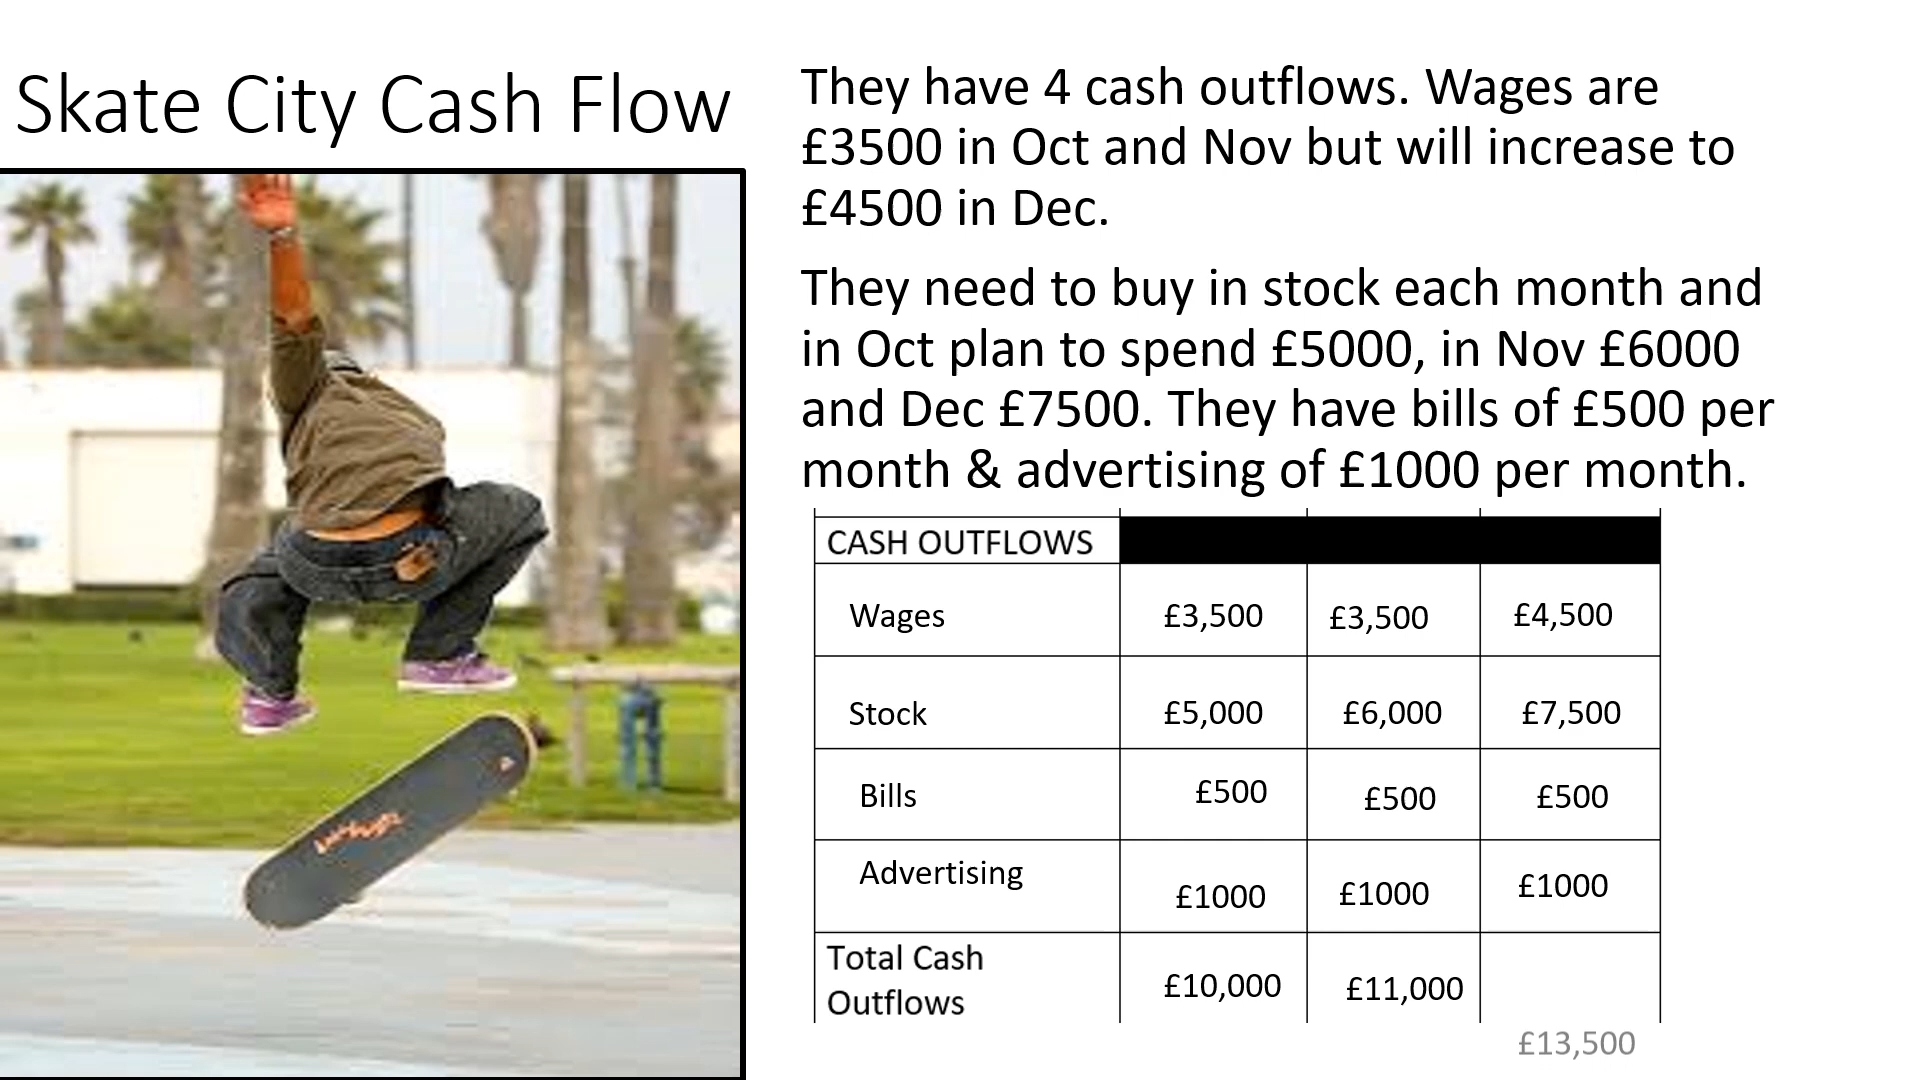 Skate City Cash Flow
They have 4 cash outflows. Wages are
£3500 in Oct and Nov but will increase to
£4500 in Dec.
They need to buy in stock each month and
in Oct plan to spend £5000, in Nov £6000
and Dec £7500. They have bills of £500 per
month & advertising of £1000 per month.
CASH OUTFLOWS
Wages £3,500 £3,500 £4,500
Stock £5,000 £6,000 £7,500
Bills £500 £500 £500
Advertising £1000 £1000 £1000
Total Cash
Outflows £10,000 £11,000
£13,500